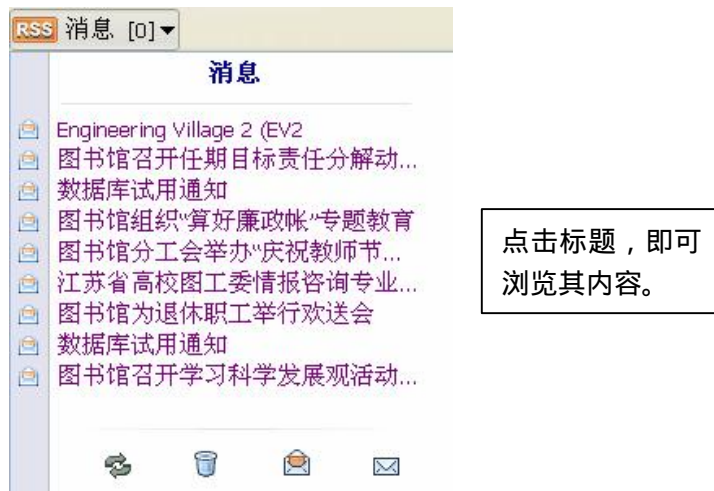 RSS 消息 [0]
消息
Engineering Village 2 (EV2
图书馆召开任期目标责任分解动...
数据库试用通知
图书馆组织“算好廉政帐”专题教育
图书馆分工会举办“庆祝教师节...
江苏省高校图工委情报咨询专业...
图书馆为退休职工举行欢送会
数据库试用通知
图书馆召开学习科学发展观活动...
点击标题，即可
浏览其内容。